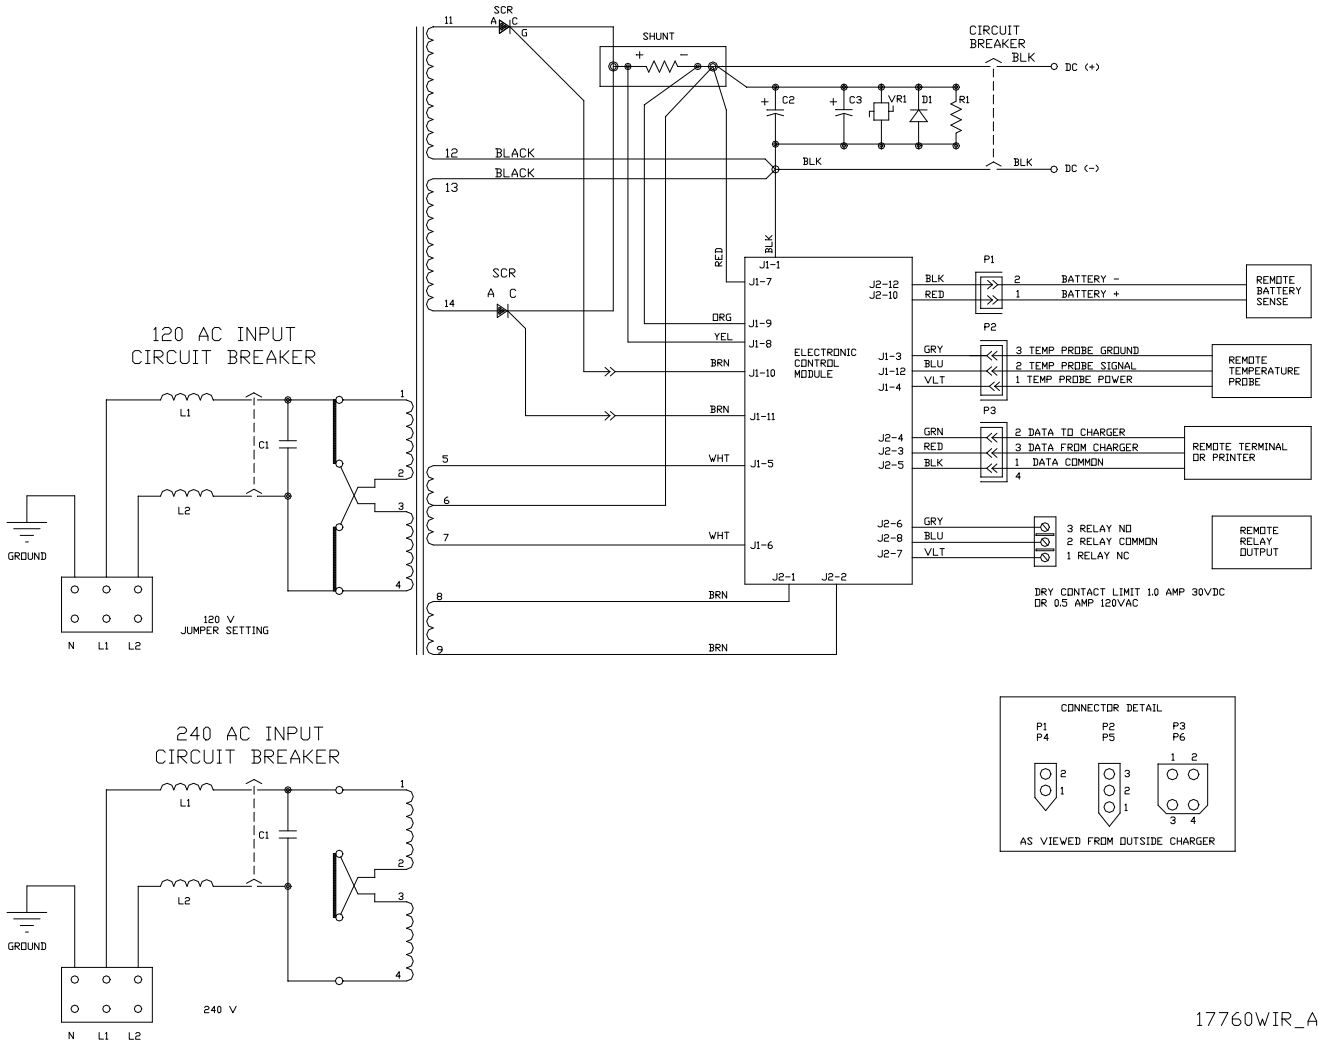 SCR
A C
G
11
SHUNT
+ -
CIRCUIT
BREAKER
BLK
DC (+)
+ C2
+ C3
VR1
D1
R1
12 BLACK
BLK
BLK
DC (-)
13 BLACK
RED
BLK
SCR
A C
14
J1-1
J1-7
ORG
J1-9
YEL
J1-8
BRN
J1-10
BRN
J1-11
WHT
J1-5
WHT
J1-6
J2-1
J2-2
BRN
BRN
5
6
7
8
9
ELECTRONIC
CONTROL
MODULE
P1
J2-12 BLK 2 BATTERY -
J2-10 RED 1 BATTERY +
REMOTE
BATTERY
SENSE
P2
J1-3 GRY 3 TEMP PROBE GROUND
J1-12 BLU 2 TEMP PROBE SIGNAL
J1-4 VLT 1 TEMP PROBE POWER
REMOTE
TEMPERATURE
PROBE
P3
J2-4 GRN 2 DATA TO CHARGER
J2-3 RED 3 DATA FROM CHARGER
J2-5 BLK 1 DATA COMMON
4
REMOTE TERMINAL
OR PRINTER
J2-6 GRY 3 RELAY NO
J2-8 BLU 2 RELAY COMMON
J2-7 VLT 1 RELAY NC
REMOTE
RELAY
OUTPUT
DRY CONTACT LIMIT 1.0 AMP 30VDC
OR 0.5 AMP 120VAC
120 AC INPUT
CIRCUIT BREAKER
L1
C1
L2
1
2
3
4
GROUND
N L1 L2
120 V
JUMPER SETTING
240 AC INPUT
CIRCUIT BREAKER
L1
C1
L2
1
2
3
4
GROUND
N L1 L2
240 V
CONNECTOR DETAIL
P1 P2 P3
P4 P5 P6
2
1
3
2
1
1 2
3 4
AS VIEWED FROM OUTSIDE CHARGER
17760WIR_A